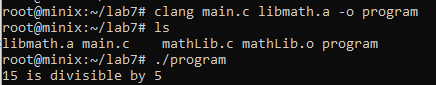 root@minix:~/lab7# clang main.c libmath.a -o program
root@minix:~/lab7# ls
libmath.a main.c    mathLib.c mathLib.o program
root@minix:~/lab7# ./program
15 is divisible by 5